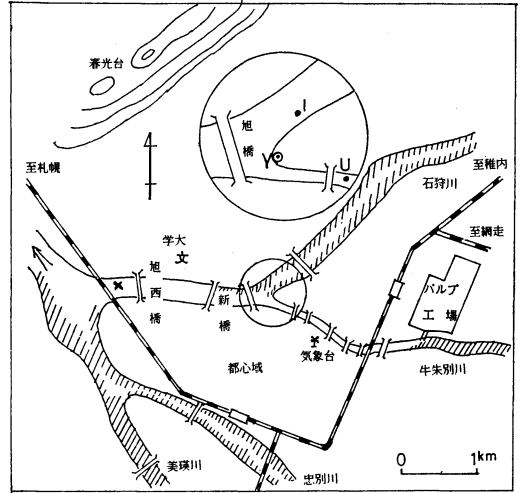 春光台
旭橋
I
Y
U
至札幌
石狩川
至稚内
至網走
学大
旭西橋
新橋
パルプ工場
都心域
気象台
牛朱別川
美瑛川
忠別川
0 1km